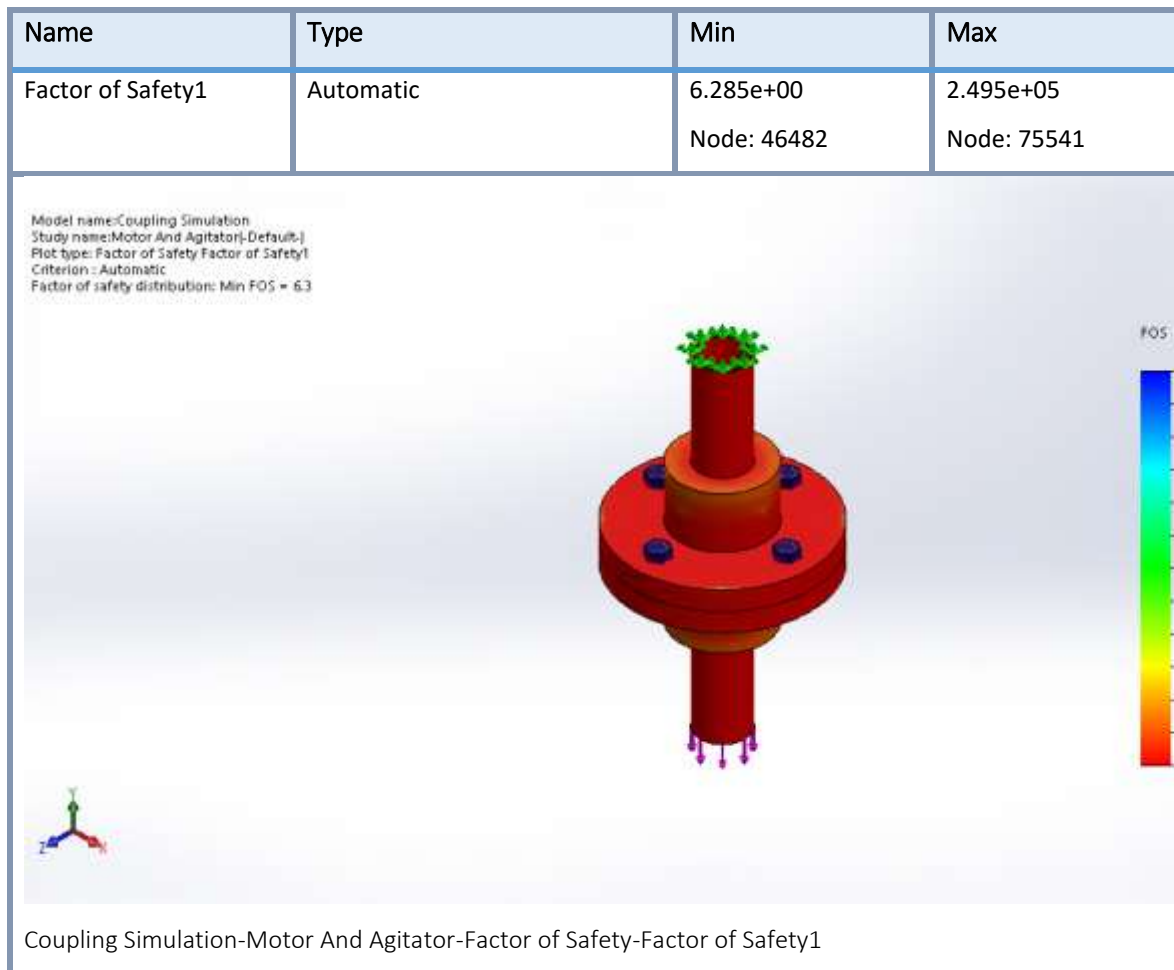 Name Type Min Max
Factor of Safety1 Automatic 6.285e+00 2.495e+05
Node: 46482 Node: 75541
Model name:Coupling Simulation
Study name:Motor And Agitator(-Default-)
Plot type: Factor of Safety Factor of Safety1
Criterion : Automatic
Factor of safety distribution: Min FOS = 6.3
FOS
Y
Z X
Coupling Simulation-Motor And Agitator-Factor of Safety-Factor of Safety1